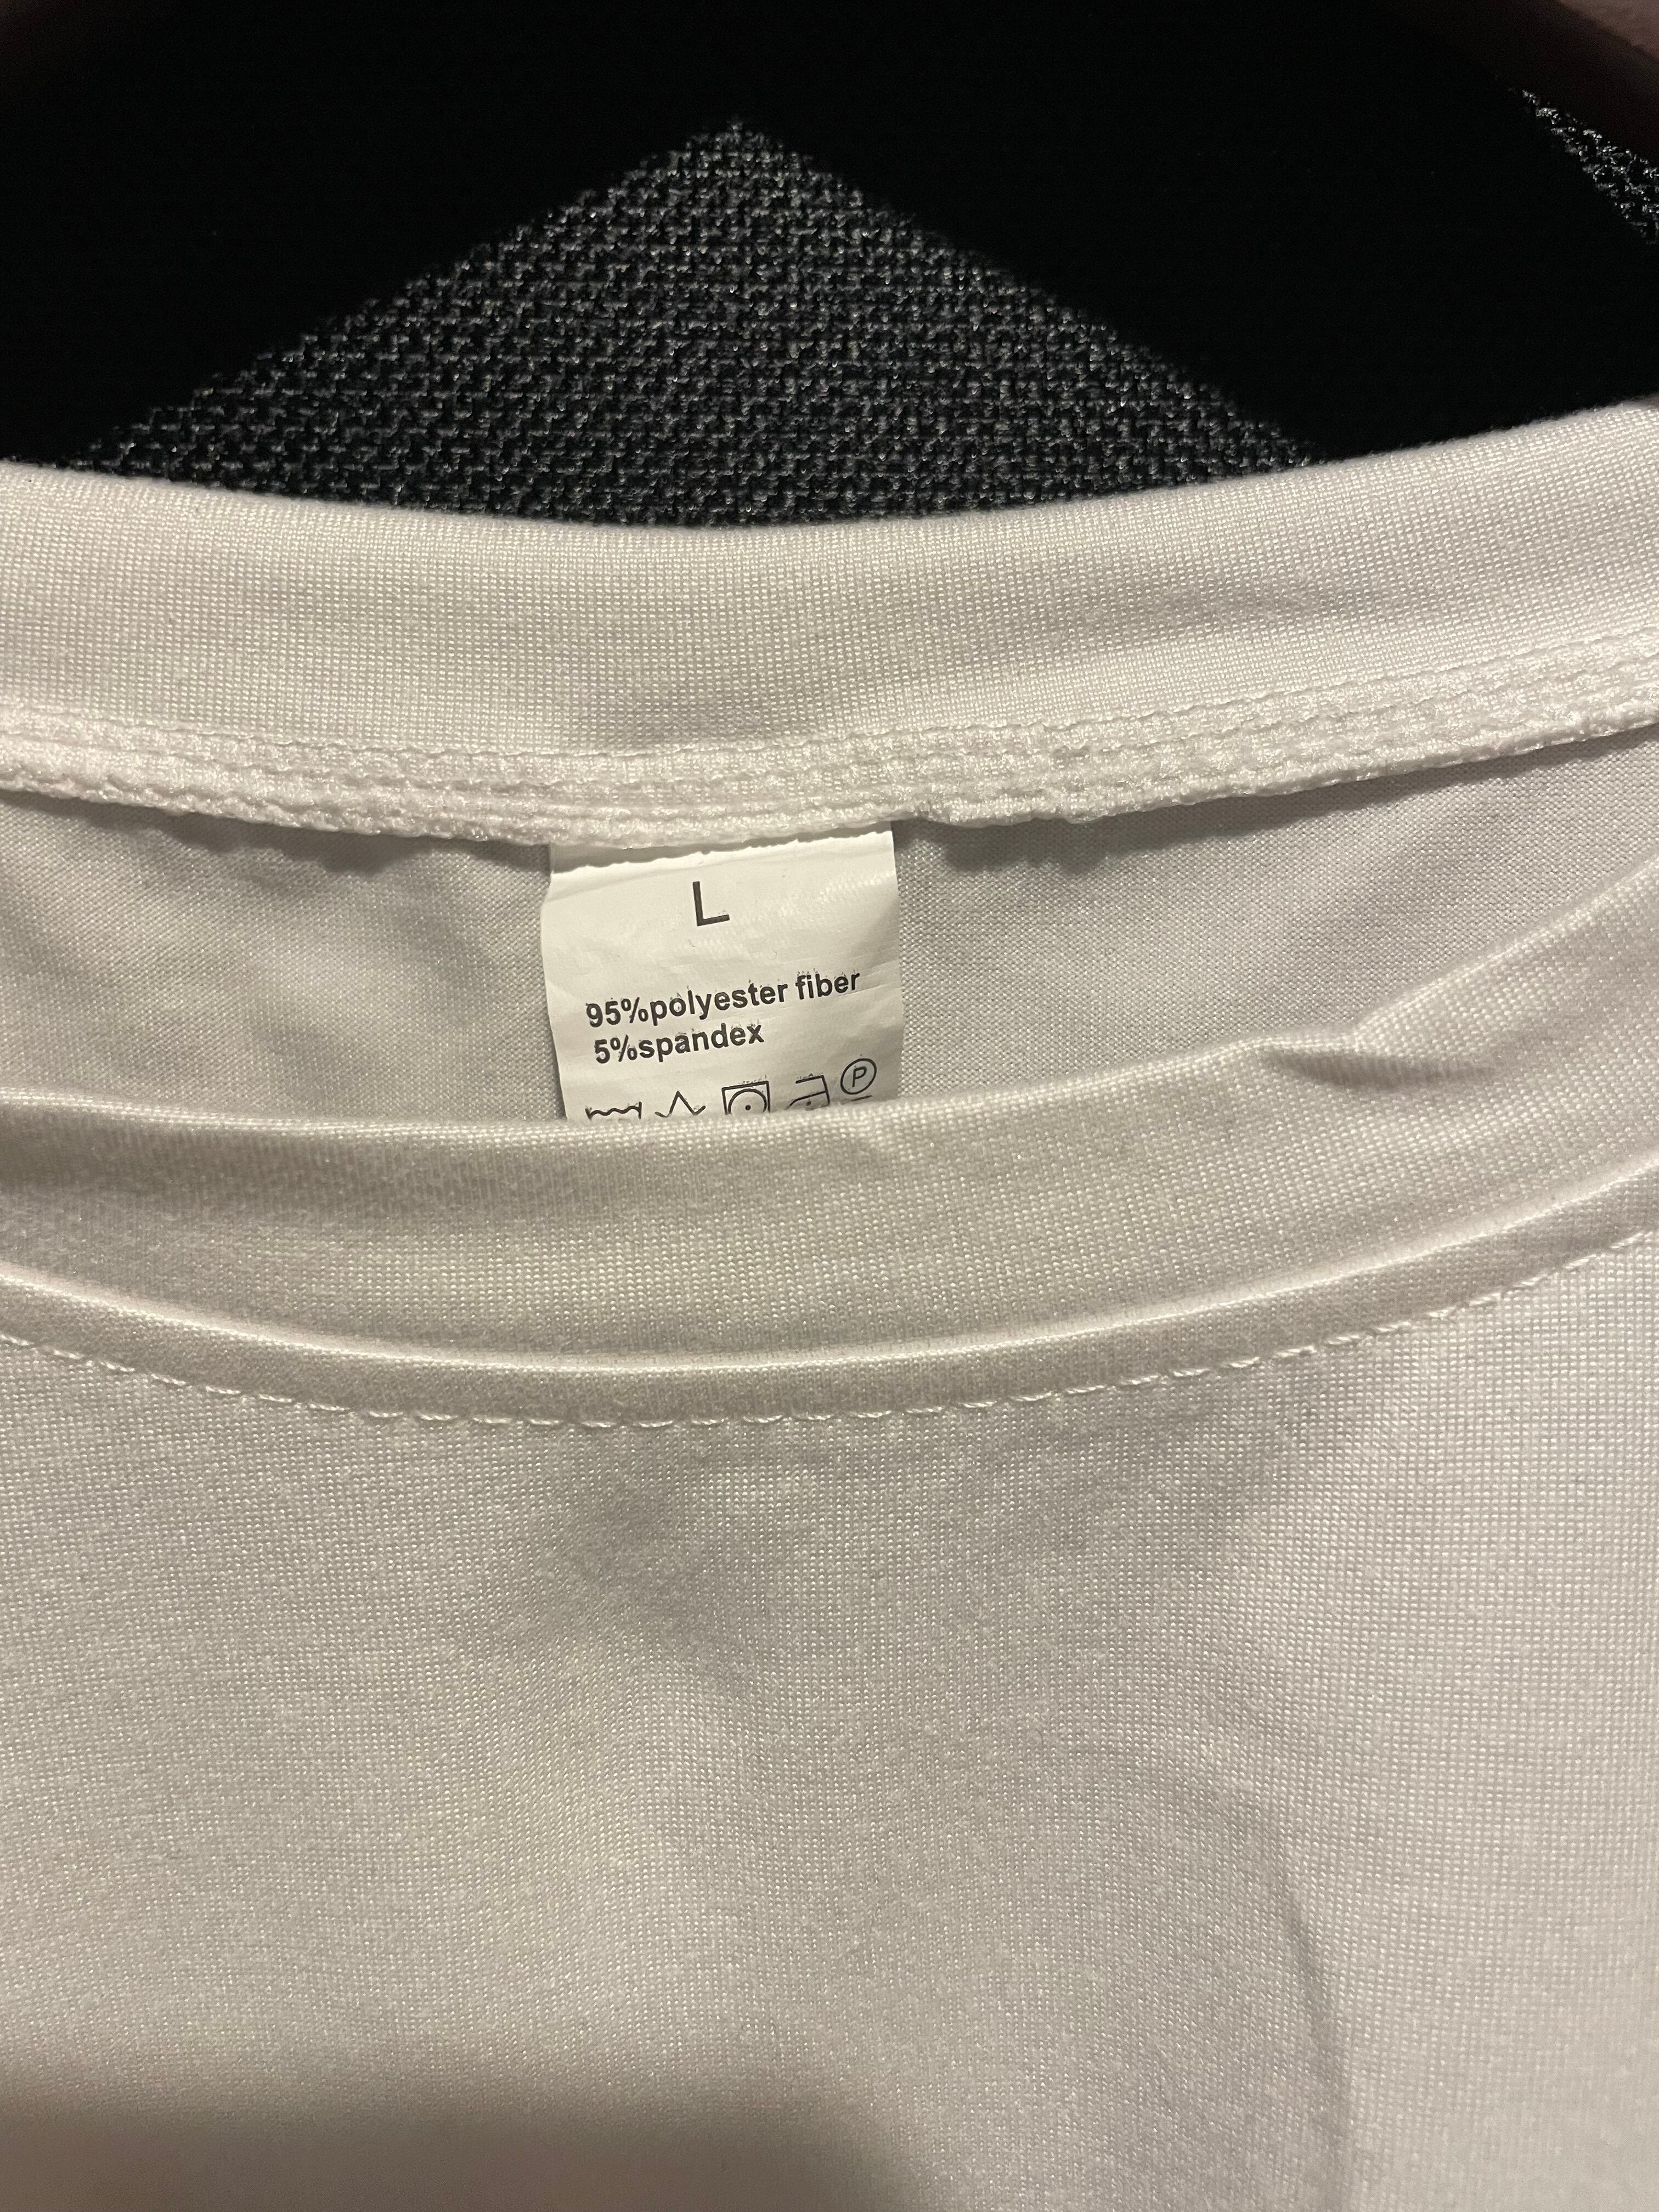 L
95%polyester fiber
5%spandex
P